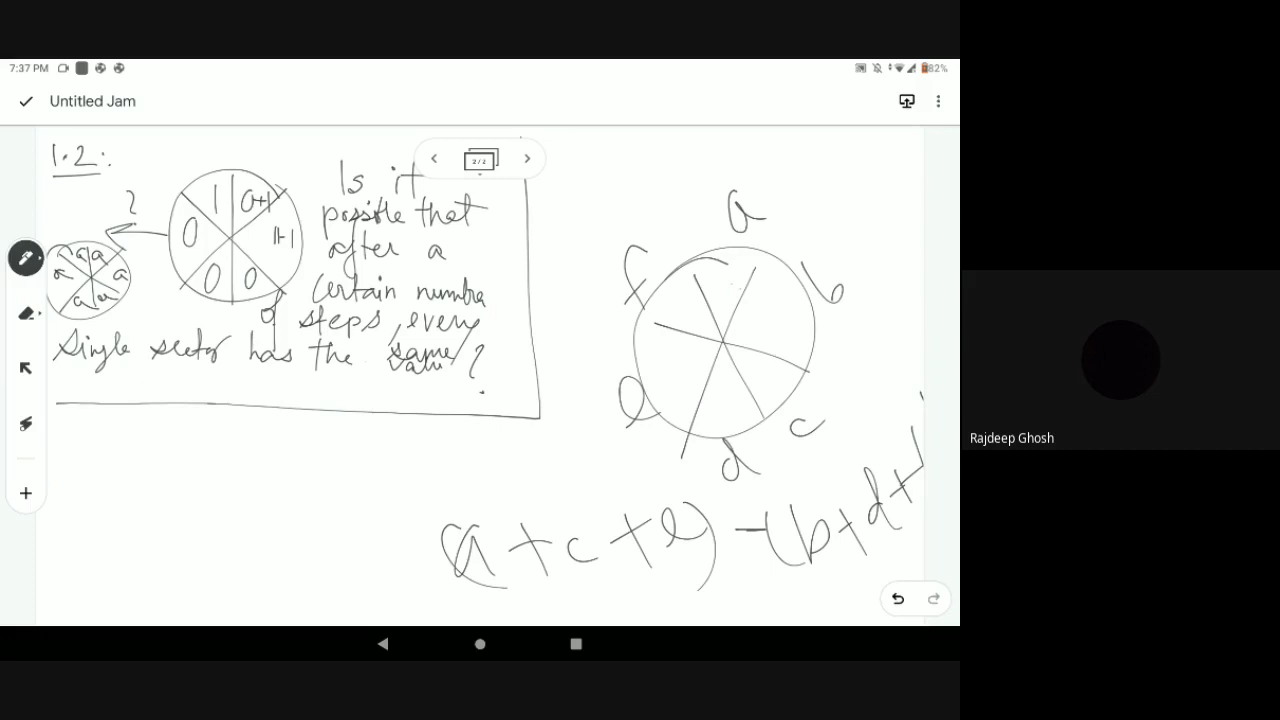 7:37 PM
82%
Untitled Jam
2 / 2
1.2:
?
1
0+1
0
1+1
0
0
a
a
a
a
a
a
Is it
possible that
after a
certain number
of steps, every
single sector has the same value?
a
f
b
e
c
d
(a + c + e) - (b + d +
Rajdeep Ghosh